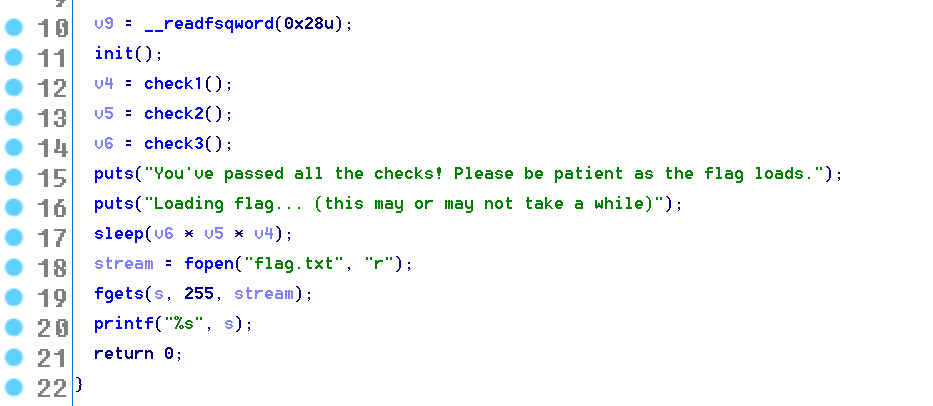 10 v9 = __readfsqword(0x28u);
11 init();
12 v4 = check1();
13 v5 = check2();
14 v6 = check3();
15 puts("You've passed all the checks! Please be patient as the flag loads.");
16 puts("Loading flag... (this may or may not take a while)");
17 sleep(v6 * v5 * v4);
18 stream = fopen("flag.txt", "r");
19 fgets(s, 255, stream);
20 printf("%s", s);
21 return 0;
22 }